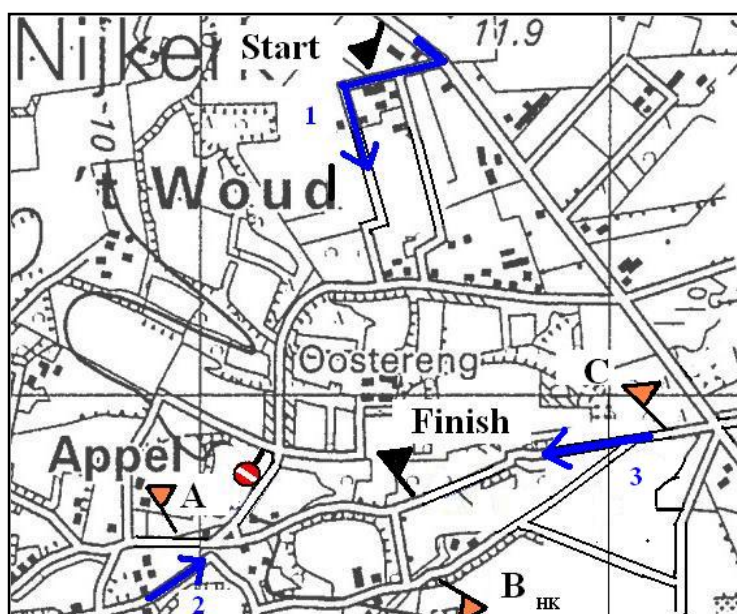 Nijkerk
Start
11.9
1
10
't Woud
Oostereng
C
Finish
Appel
A
3
2
B HK